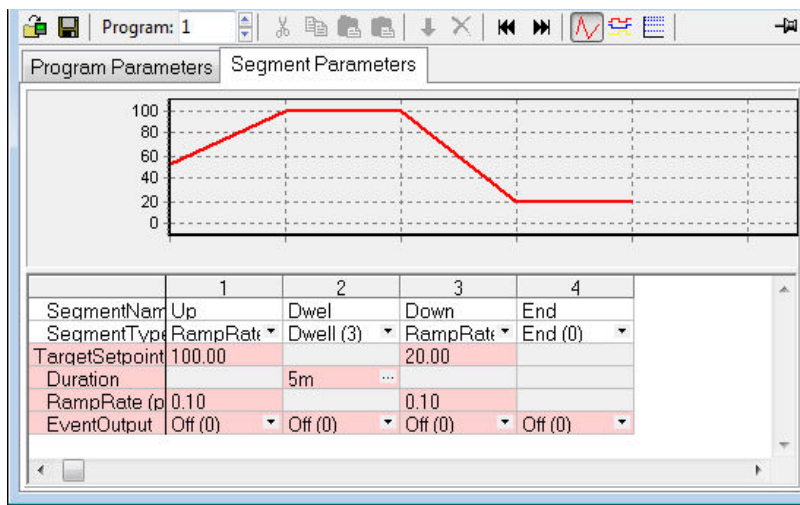 Program: 1
Program Parameters Segment Parameters
100
80
60
40
20
0
1 2 3 4
SegmentNam Up Dwel Down End
SegmentType RampRate Dwell (3) RampRate End (0)
TargetSetpoint 100.00 20.00
Duration 5m ...
RampRate (p 0.10 0.10
EventOutput Off (0) Off (0) Off (0) Off (0)